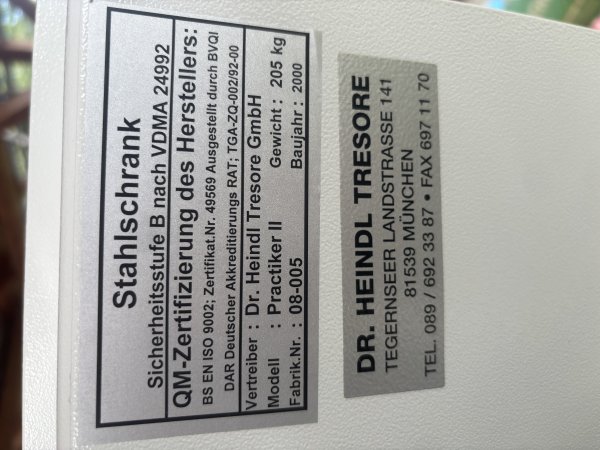 Stahlschrank
Sicherheitsstufe B nach VDMA 24992
QM-Zertifizierung des Herstellers:
BS EN ISO 9002; Zertifikat.Nr. 49569 Ausgestellt durch BVQI
DAR Deutscher Akkreditierungs RAT; TGA-ZQ-002/92-00
Vertreiber : Dr. Heindl Tresore GmbH
Modell : Practiker II Gewicht : 205 kg
Fabrik.Nr. : 08-005 Baujahr : 2000
DR. HEINDL TRESORE
TEGERNSEER LANDSTRASSE 141
81539 MÜNCHEN
TEL. 089 / 692 33 87 • FAX 697 11 70